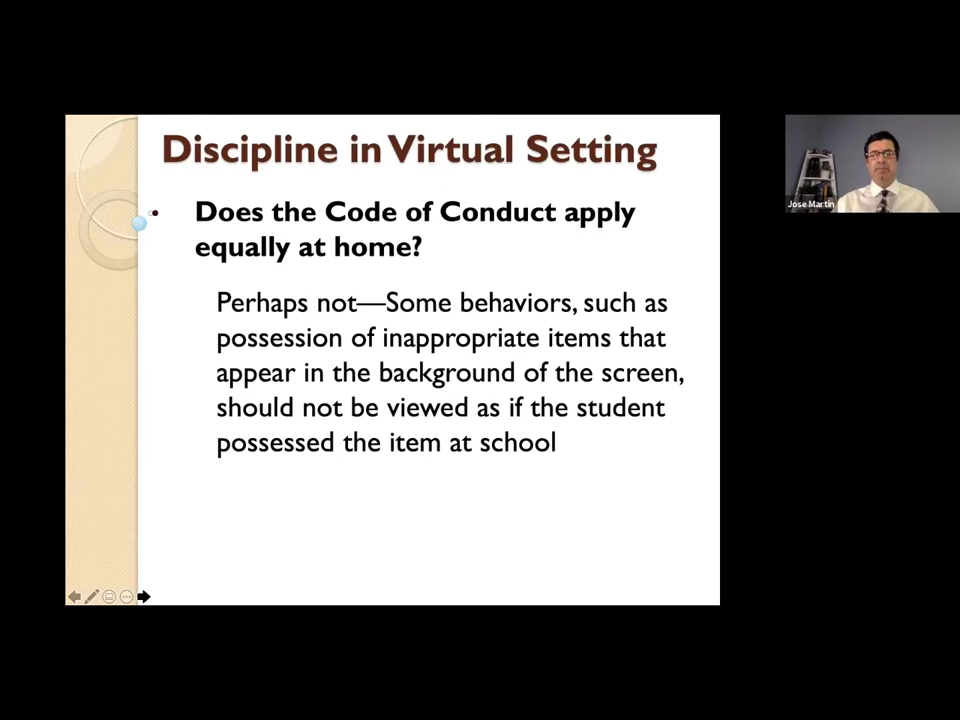 Discipline in Virtual Setting
• Does the Code of Conduct apply
equally at home?
Perhaps not—Some behaviors, such as
possession of inappropriate items that
appear in the background of the screen,
should not be viewed as if the student
possessed the item at school
Jose Martin